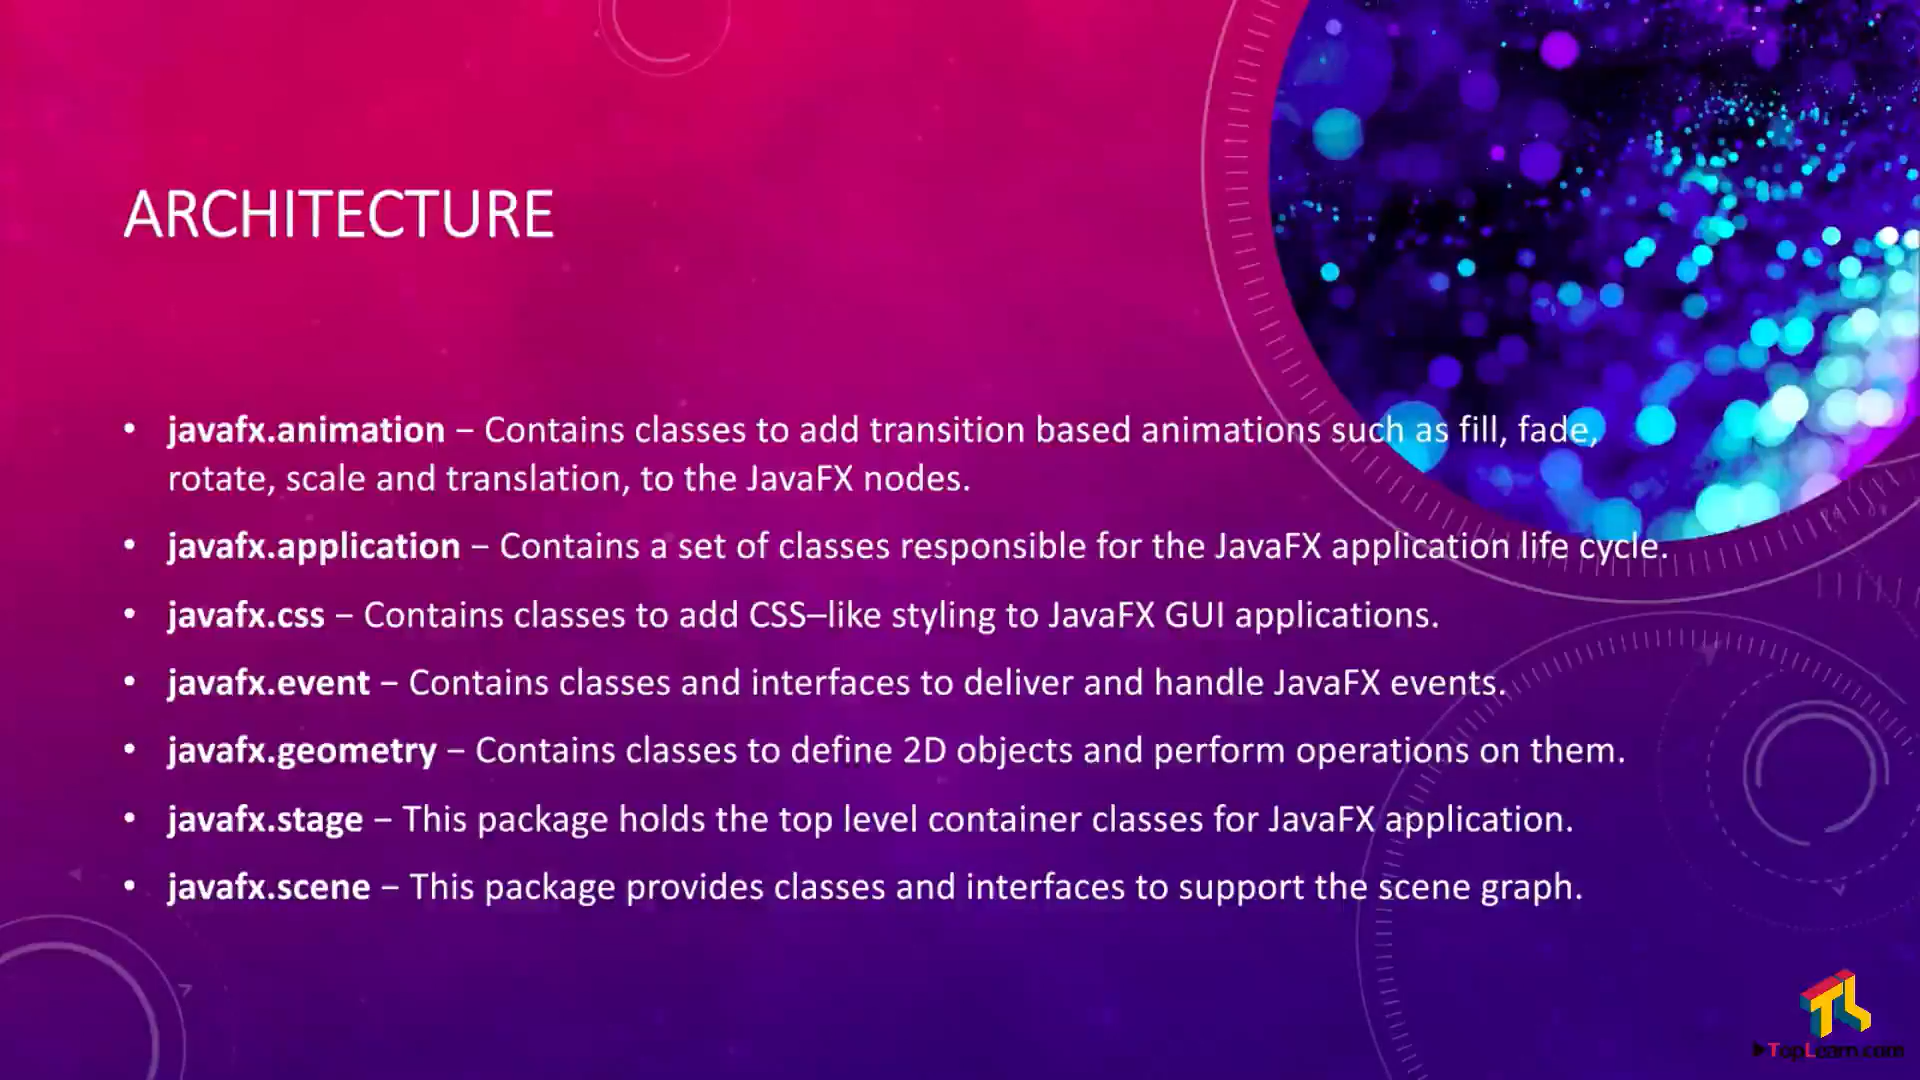 ARCHITECTURE
• javafx.animation − Contains classes to add transition based animations such as fill, fade,
rotate, scale and translation, to the JavaFX nodes.
• javafx.application − Contains a set of classes responsible for the JavaFX application life cycle.
• javafx.css − Contains classes to add CSS–like styling to JavaFX GUI applications.
• javafx.event − Contains classes and interfaces to deliver and handle JavaFX events.
• javafx.geometry − Contains classes to define 2D objects and perform operations on them.
• javafx.stage − This package holds the top level container classes for JavaFX application.
• javafx.scene − This package provides classes and interfaces to support the scene graph.
TopLearn.com